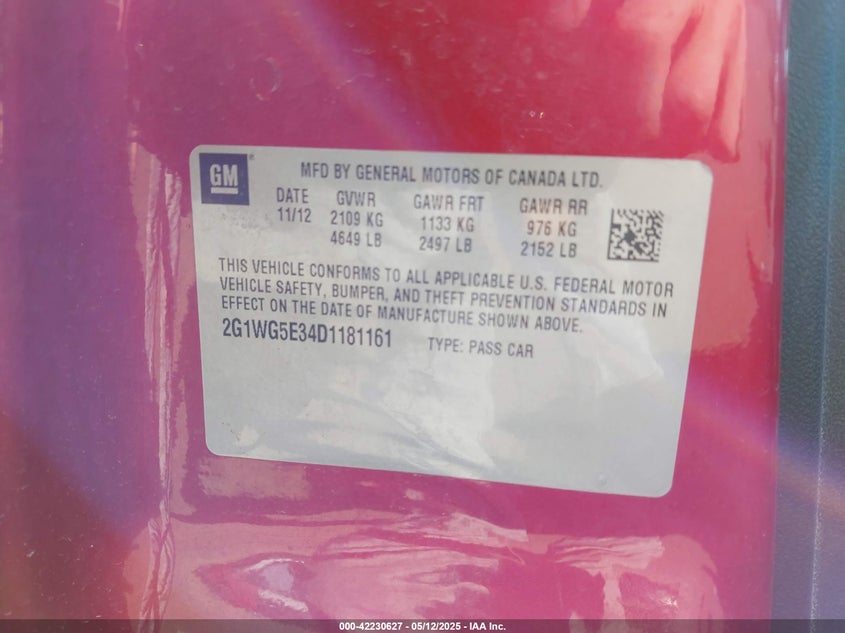 GM
MFD BY GENERAL MOTORS OF CANADA LTD.
DATE GVWR GAWR FRT GAWR RR
11/12 2109 KG 1133 KG 976 KG
4649 LB 2497 LB 2152 LB
THIS VEHICLE CONFORMS TO ALL APPLICABLE U.S. FEDERAL MOTOR
VEHICLE SAFETY, BUMPER, AND THEFT PREVENTION STANDARDS IN
EFFECT ON THE DATE OF MANUFACTURE SHOWN ABOVE.
2G1WG5E34D1181161 TYPE: PASS CAR
000-42230627 - 05/12/2025 - IAA Inc.